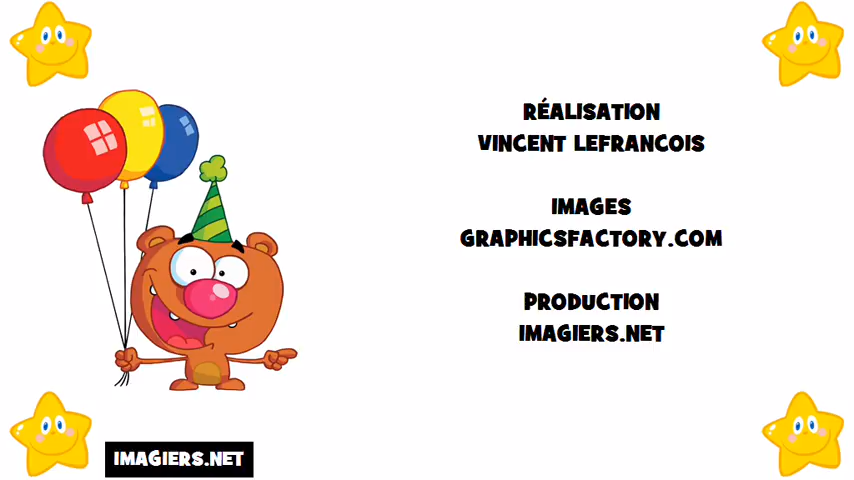 RÉALISATION
VINCENT LEFRANCOIS
IMAGES
GRAPHICSFACTORY.COM
PRODUCTION
IMAGIERS.NET
IMAGIERS.NET